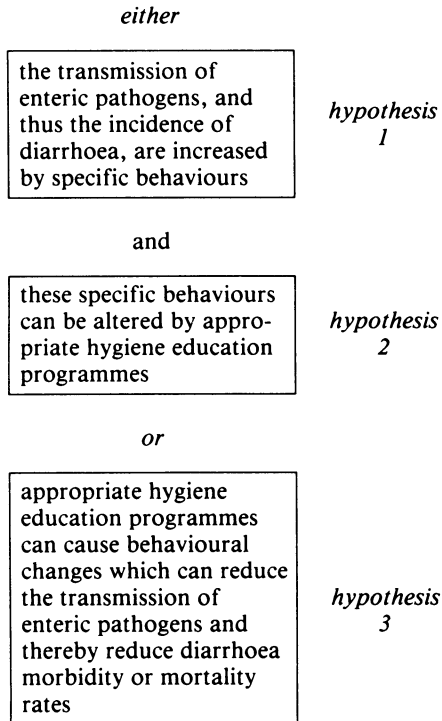 either
the transmission of
enteric pathogens, and
thus the incidence of
diarrhoea, are increased
by specific behaviours
hypothesis
1
and
these specific behaviours
can be altered by appro-
priate hygiene education
programmes
hypothesis
2
or
appropriate hygiene
education programmes
can cause behavioural
changes which can reduce
the transmission of
enteric pathogens and
thereby reduce diarrhoea
morbidity or mortality
rates
hypothesis
3